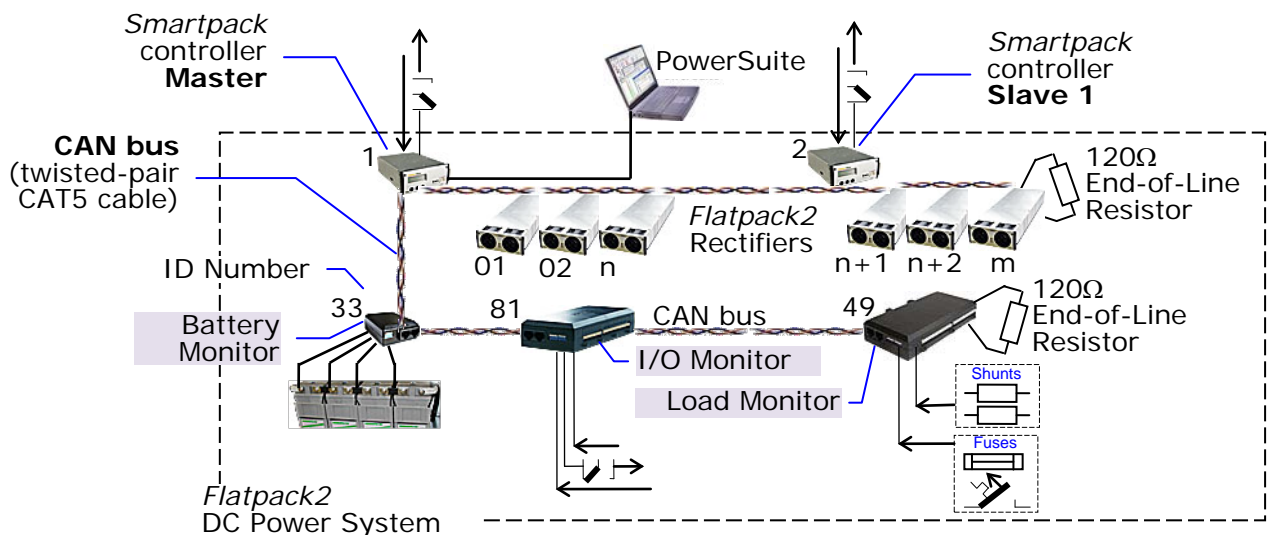 Smartpack
controller
Master
PowerSuite
Smartpack
controller
Slave 1
CAN bus
(twisted-pair
CAT5 cable)
1
2
120Ω
End-of-Line
Resistor
Flatpack2
Rectifiers
01
02
n
n+1
n+2
m
ID Number
33
81
CAN bus
49
120Ω
End-of-Line
Resistor
Battery
Monitor
I/O Monitor
Load Monitor
Shunts
Fuses
Flatpack2
DC Power System